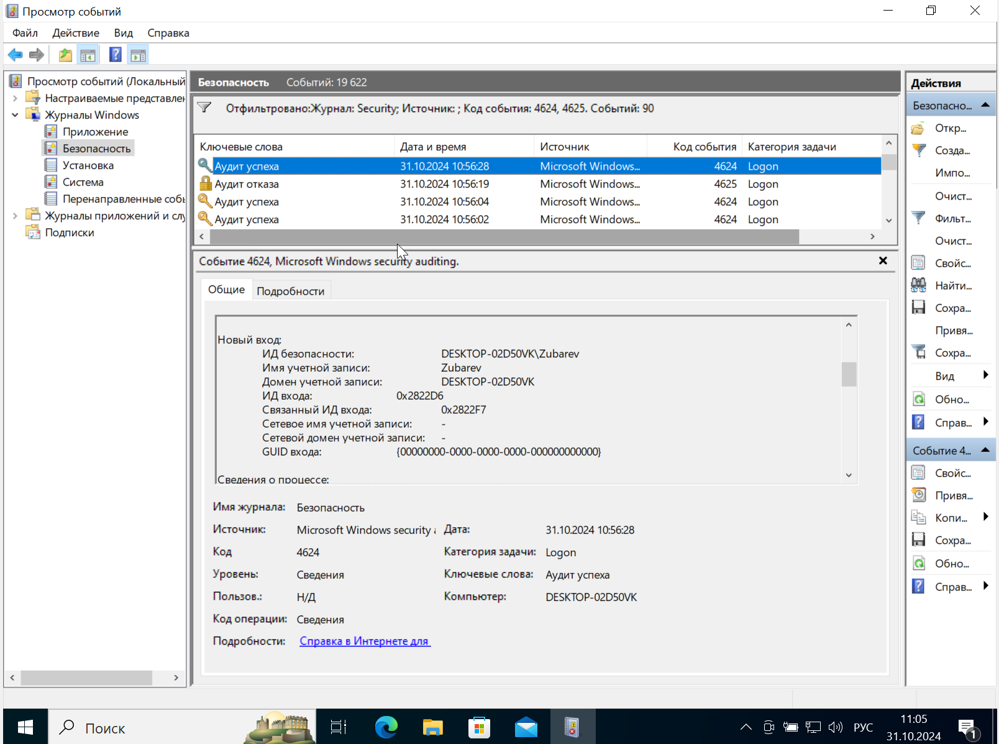 Просмотр событий
Файл Действие Вид Справка
Просмотр событий (Локальный
Настраиваемые представлен
Журналы Windows
Приложение
Безопасность
Установка
Система
Перенаправленные соб
Журналы приложений и сл
Подписки
Безопасность Событий: 19 622
Отфильтровано:Журнал: Security; Источник: ; Код события: 4624, 4625. Событий: 90
Ключевые слова Дата и время Источник Код события Категория задачи
Аудит успеха 31.10.2024 10:56:28 Microsoft Windows... 4624 Logon
Аудит отказа 31.10.2024 10:56:19 Microsoft Windows... 4625 Logon
Аудит успеха 31.10.2024 10:56:04 Microsoft Windows... 4624 Logon
Аудит успеха 31.10.2024 10:56:02 Microsoft Windows... 4624 Logon
Событие 4624, Microsoft Windows security auditing.
Общие Подробности
Новый вход:
ИД безопасности: DESKTOP-02D50VK\Zubarev
Имя учетной записи: Zubarev
Домен учетной записи: DESKTOP-02D50VK
ИД входа: 0x2822D6
Связанный ИД входа: 0x2822F7
Сетевое имя учетной записи: -
Сетевой домен учетной записи: -
GUID входа: {00000000-0000-0000-0000-000000000000}
Сведения о процессе:
Имя журнала: Безопасность
Источник: Microsoft Windows security Дата: 31.10.2024 10:56:28
Код 4624 Категория задачи: Logon
Уровень: Сведения Ключевые слова: Аудит успеха
Пользов.: Н/Д Компьютер: DESKTOP-02D50VK
Код операции: Сведения
Подробности: Справка в Интернете для
Действия
Безопасно...
Откр...
Созда...
Импо...
Очист...
Фильт...
Очист...
Свойс...
Найти...
Сохра...
Привя...
Сохра...
Вид
Обно...
Справ...
Событие 4...
Свойс...
Привя...
Копи...
Сохра...
Обно...
Справ...
Поиск
РУС
11:05
31.10.2024
1